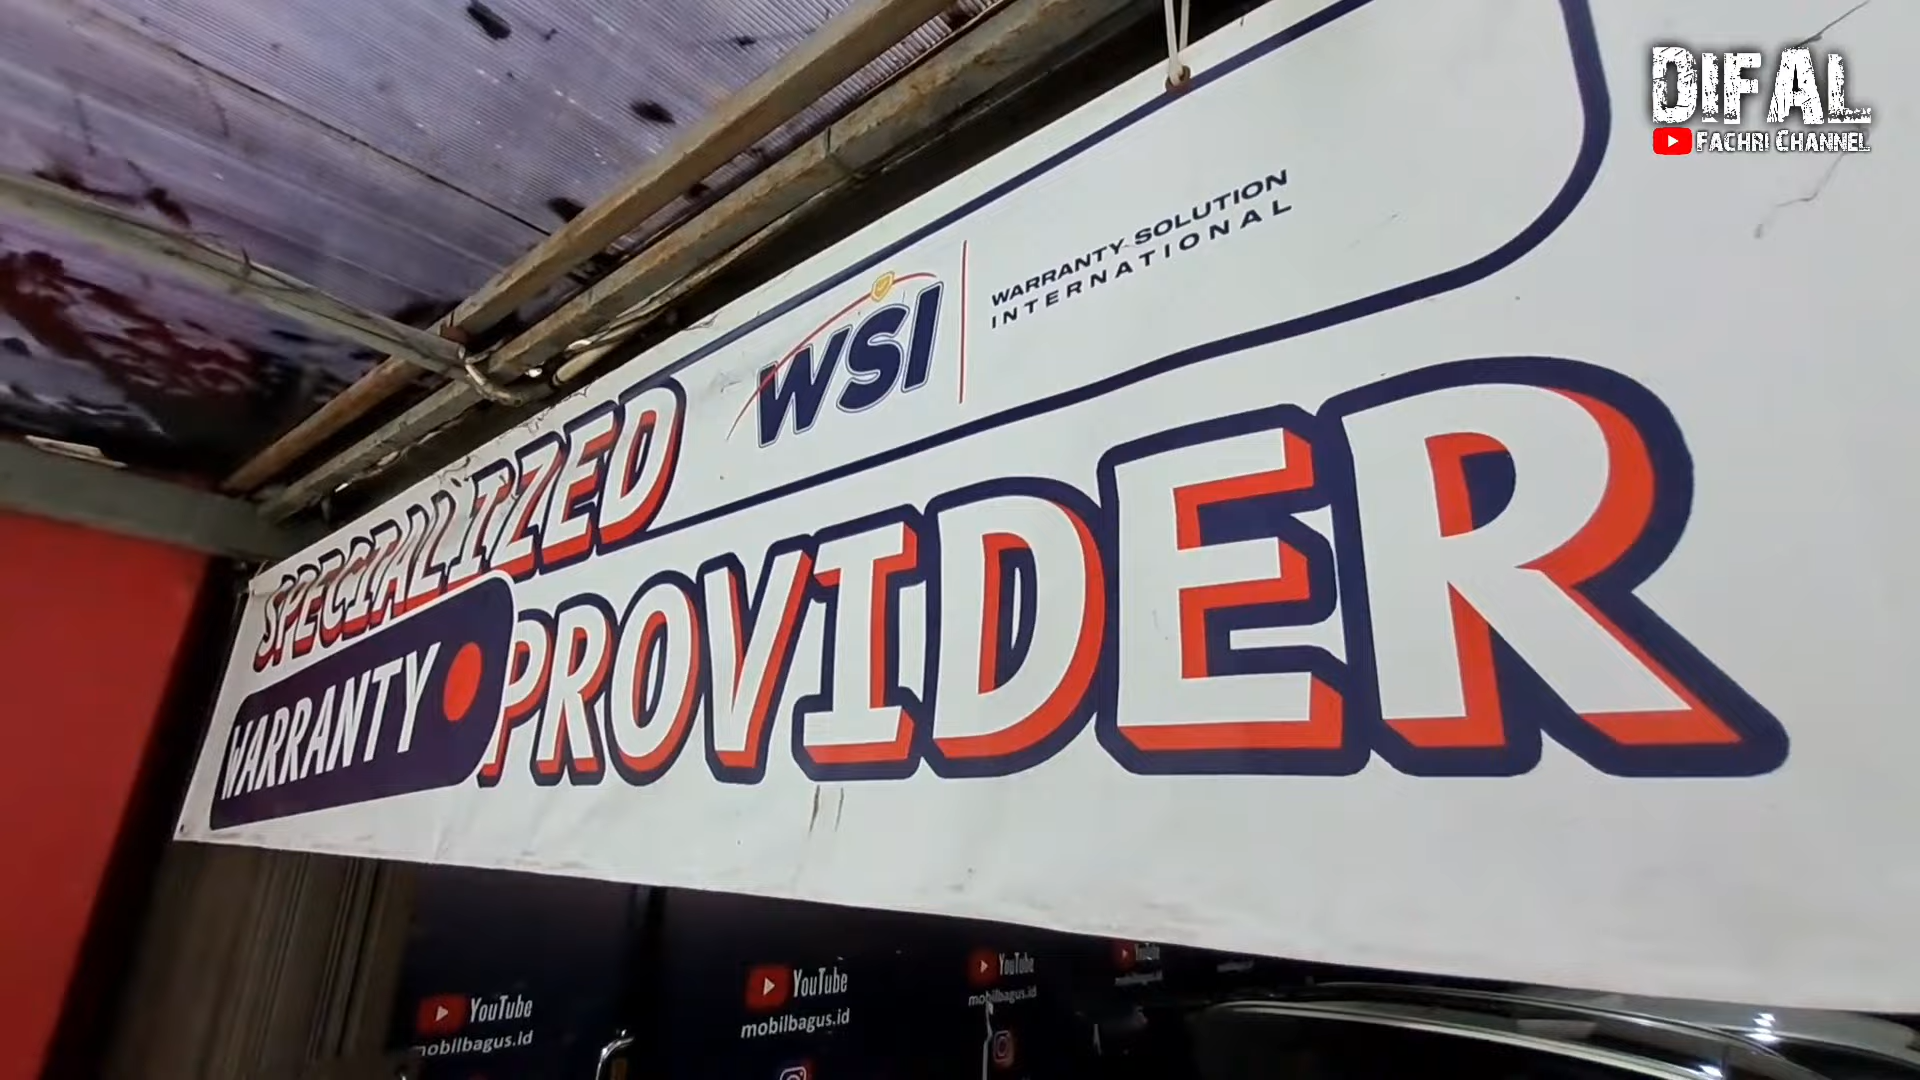 DIFAL
FACHRI CHANNEL
WSI
WARRANTY SOLUTION
INTERNATIONAL
SPECIALIZED
WARRANTY
PROVIDER
YouTube
mobilbagus.id
YouTube
mobilbagus.id
YouTube
mobilbagus.id
YouTube